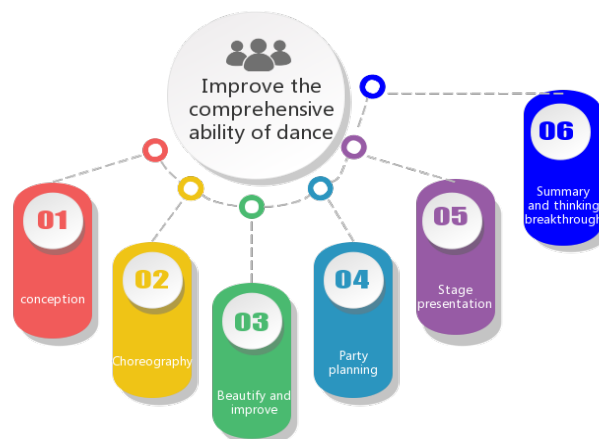 Improve the
comprehensive
ability of dance
01
conception
02
Choreography
03
Beautify and
improve
04
Party
planning
05
Stage
presentation
06
Summary
and thinking
breakthrough